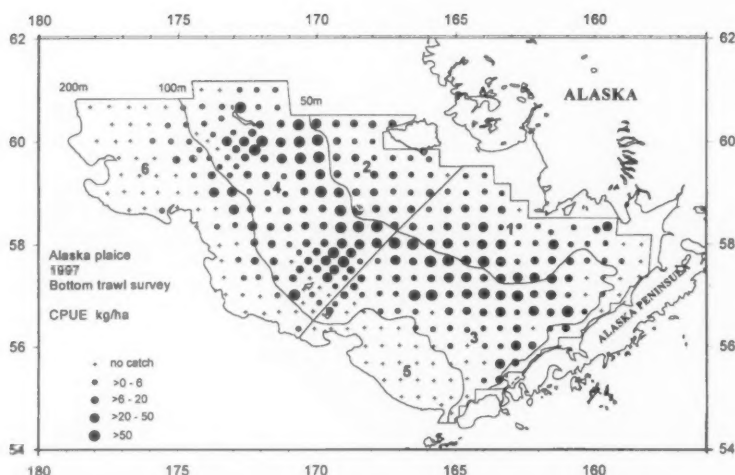 180 175 170 165 160
62 62
200m 100m 50m
ALASKA
60 60
6 2
4
58 1 58
Alaska plaice
1997
Bottom trawl survey
CPUE kg/ha
ALASKA PENINSULA
56 3 56
no catch
5
>0 - 6
>6 - 20
>20 - 50
>50
54 54
180 175 170 165 160